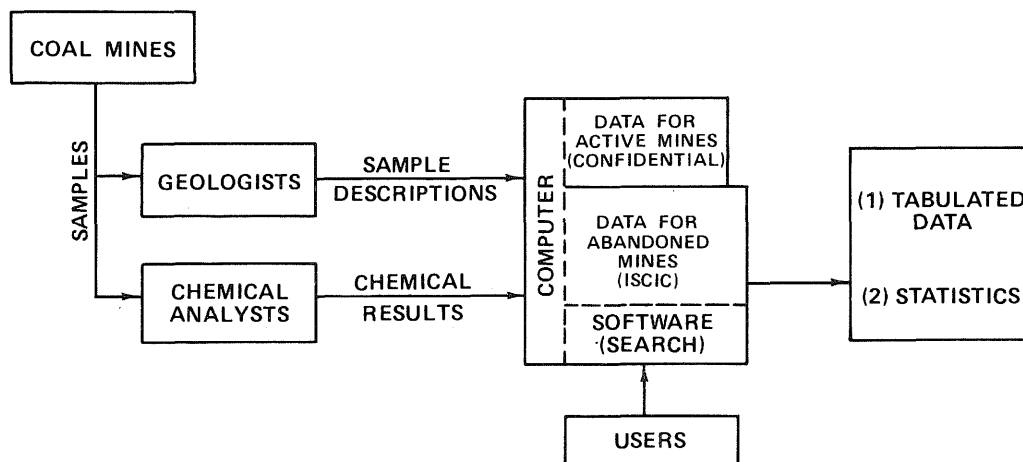 COAL MINES
SAMPLES
GEOLOGISTS
SAMPLE
DESCRIPTIONS
CHEMICAL
ANALYSTS
CHEMICAL
RESULTS
COMPUTER
DATA FOR
ACTIVE MINES
(CONFIDENTIAL)
DATA FOR
ABANDONED
MINES
(ISCIC)
SOFTWARE
(SEARCH)
USERS
(1) TABULATED
DATA
(2) STATISTICS